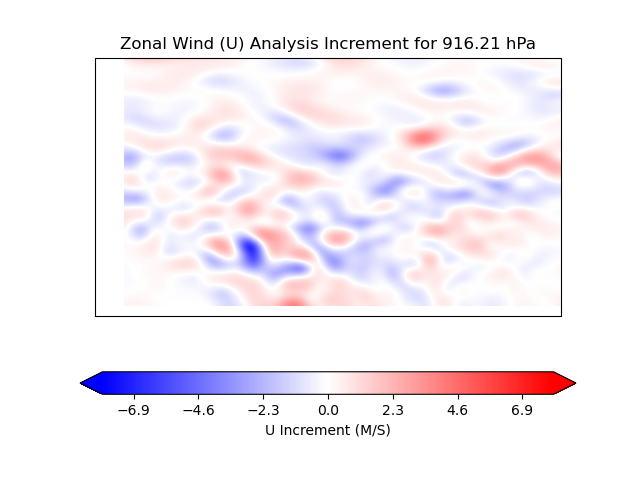 Zonal Wind (U) Analysis Increment for 916.21 hPa
−6.9 −4.6 −2.3 0.0 2.3 4.6 6.9
U Increment (M/S)